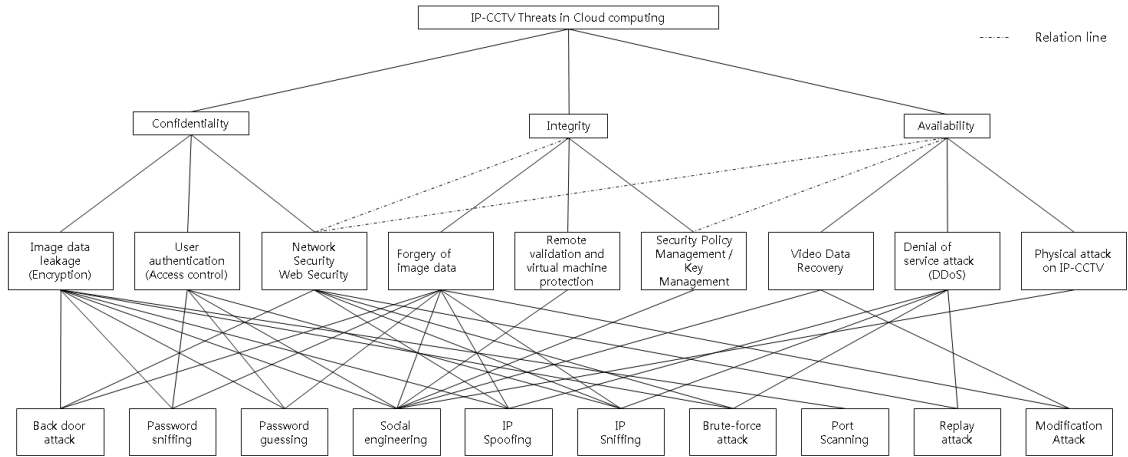 IP-CCTV Threats in Cloud computing
Relation line
Confidentiality
Integrity
Availability
Image data
leakage
(Encryption)
User
authentication
(Access control)
Network
Security
Web Security
Forgery of
image data
Remote
validation and
virtual machine
protection
Security Policy
Management /
Key
Management
Video Data
Recovery
Denial of
service attack
(DDoS)
Physical attack
on IP-CCTV
Back door
attack
Password
sniffing
Password
guessing
Social
engineering
IP
Spoofing
IP
Sniffing
Brute-force
attack
Port
Scanning
Replay
attack
Modification
Attack